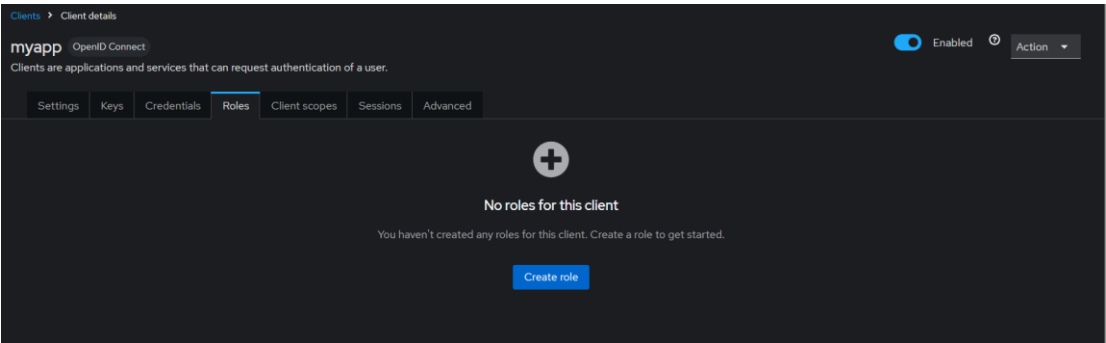 Clients > Client details
myapp OpenID Connect
Enabled
Action
Clients are applications and services that can request authentication of a user.
Settings Keys Credentials Roles Client scopes Sessions Advanced
No roles for this client
You haven't created any roles for this client. Create a role to get started.
Create role